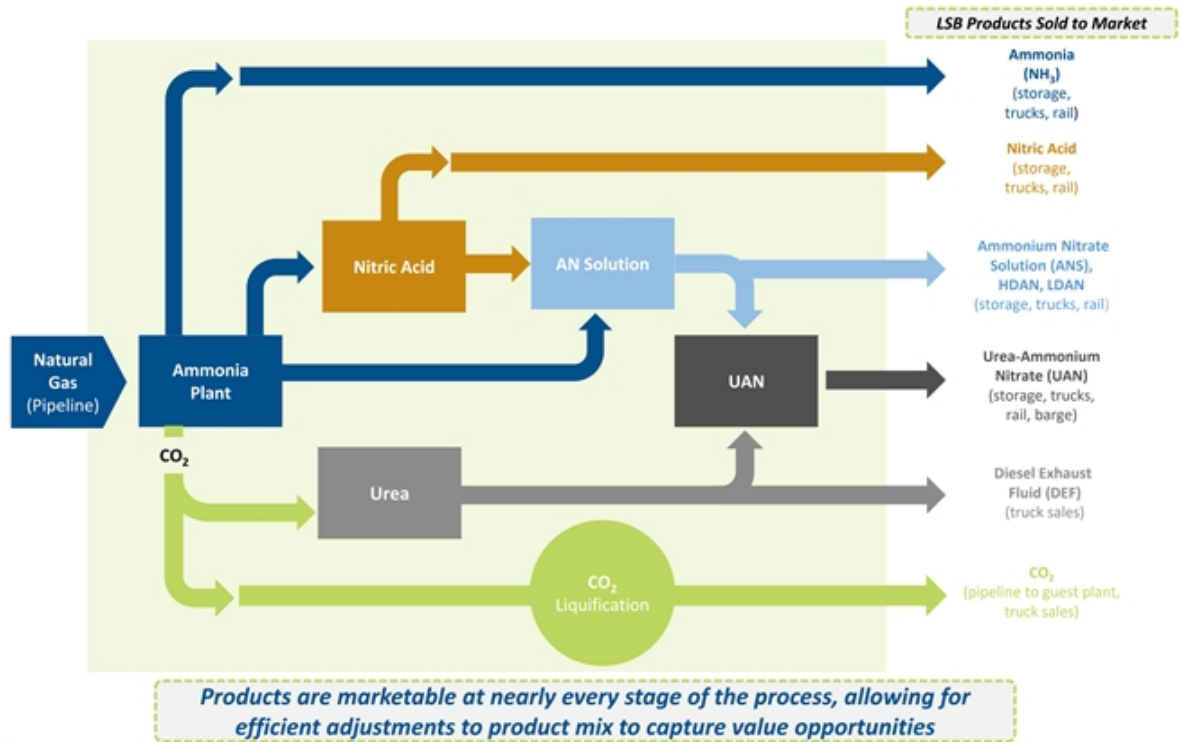 LSB Products Sold to Market
Ammonia
(NH₃)
(storage,
trucks, rail)
Nitric Acid
(storage,
trucks, rail)
Nitric Acid
AN Solution
Ammonium Nitrate
Solution (ANS),
HDAN, LDAN
(storage, trucks, rail)
Natural
Gas
(Pipeline)
Ammonia
Plant
UAN
Urea-Ammonium
Nitrate (UAN)
(storage, trucks,
rail, barge)
CO₂
Urea
Diesel Exhaust
Fluid (DEF)
(truck sales)
CO₂
Liquification
CO₂
(pipeline to guest plant,
truck sales)
Products are marketable at nearly every stage of the process, allowing for
efficient adjustments to product mix to capture value opportunities